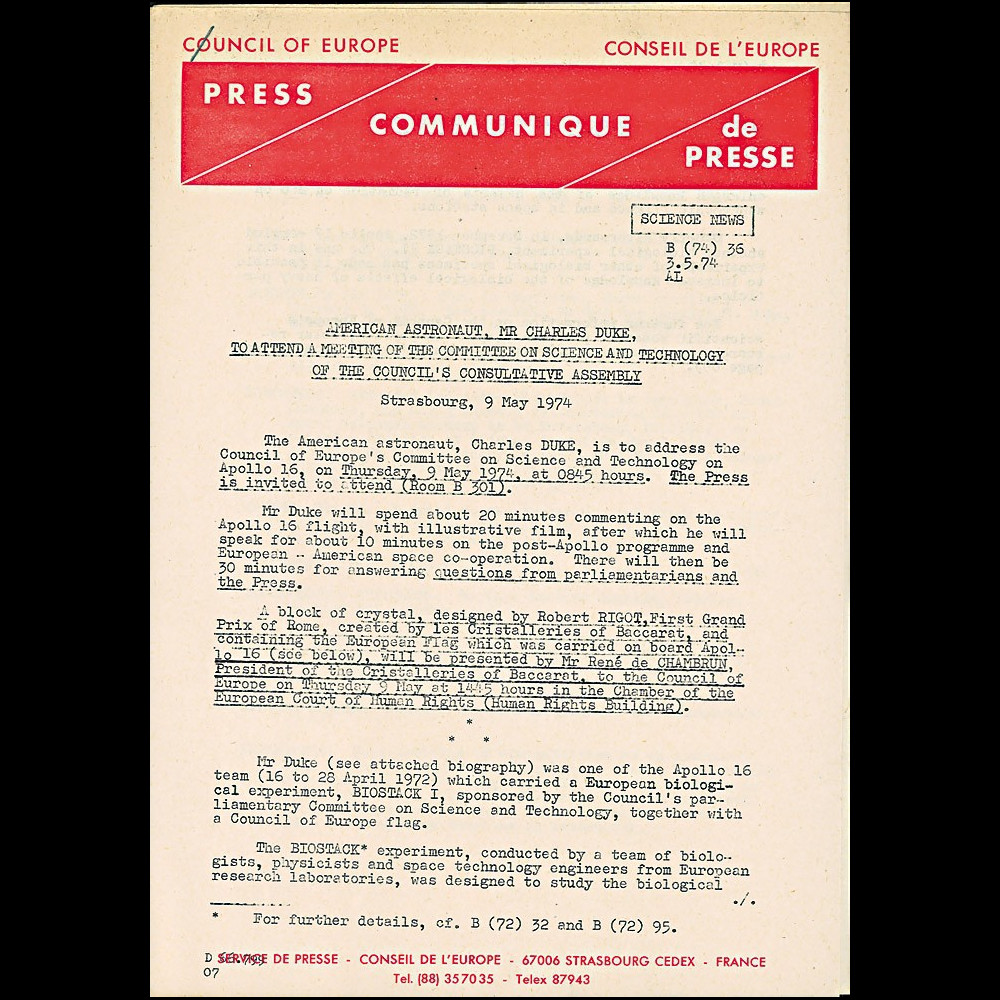 COUNCIL OF EUROPE CONSEIL DE L'EUROPE
PRESS
COMMUNIQUE
de
PRESSE
SCIENCE NEWS
B (74) 36
3.5.74
AL
AMERICAN ASTRONAUT, MR CHARLES DUKE,
TO ATTEND A MEETING OF THE COMMITTEE ON SCIENCE AND TECHNOLOGY
OF THE COUNCIL'S CONSULTATIVE ASSEMBLY
Strasbourg, 9 May 1974
The American astronaut, Charles DUKE, is to address the
Council of Europe's Committee on Science and Technology on
Apollo 16, on Thursday, 9 May 1974, at 0845 hours. The Press
is invited to attend (Room B 301).
Mr Duke will spend about 20 minutes commenting on the
Apollo 16 flight, with illustrative film, after which he will
speak for about 10 minutes on the post-Apollo programme and
European - American space co-operation. There will then be
30 minutes for answering questions from parliamentarians and
the Press.
A block of crystal, designed by Robert RIGOT, First Grand
Prix of Rome, created by les Cristalleries of Baccarat, and
containing the European Flag which was carried on board Apol-
lo 16 (see below), will be presented by Mr René de CHAMBRUN,
President of the Cristalleries of Baccarat, to the Council of
Europe on Thursday 9 May at 1445 hours in the Chamber of the
European Court of Human Rights (Human Rights Building).
*
* *
Mr Duke (see attached biography) was one of the Apollo 16
team (16 to 28 April 1972) which carried a European biologi-
cal experiment, BIOSTACK I, sponsored by the Council's par-
liamentary Committee on Science and Technology, together with
a Council of Europe flag.
The BIOSTACK* experiment, conducted by a team of biolo-
gists, physicists and space technology engineers from European
research laboratories, was designed to study the biological
./.
* For further details, cf. B (72) 32 and B (72) 95.
D
SERVICE DE PRESSE - CONSEIL DE L'EUROPE - 67006 STRASBOURG CEDEX - FRANCE
07
Tel. (88) 35 70 35 - Telex 87943